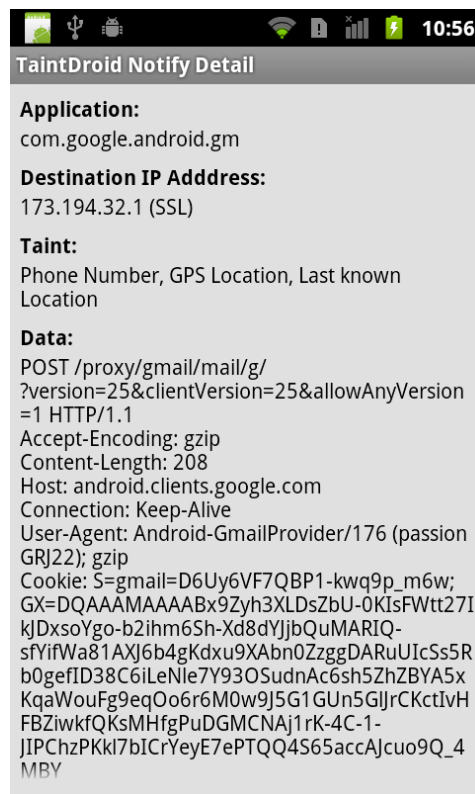 10:56
TaintDroid Notify Detail
Application:
com.google.android.gm
Destination IP Adddress:
173.194.32.1 (SSL)
Taint:
Phone Number, GPS Location, Last known
Location
Data:
POST /proxy/gmail/mail/g/
?version=25&clientVersion=25&allowAnyVersion
=1 HTTP/1.1
Accept-Encoding: gzip
Content-Length: 208
Host: android.clients.google.com
Connection: Keep-Alive
User-Agent: Android-GmailProvider/176 (passion
GRJ22); gzip
Cookie: S=gmail=D6Uy6VF7QBP1-kwq9p_m6w;
GX=DQAAAMAAAABx9Zyh3XLDsZbU-0KIsFWtt27I
kJDxsoYgo-b2ihm6Sh-Xd8dYJjbQuMARIQ-
sfYifWa81AXJ6b4gKdxu9XAbn0ZzggDARuUIcSs5R
b0gefID38C6iLeNle7Y93OSudnAc6sh5ZhZBYA5x
KqaWouFg9eqOo6r6M0w9J5G1GUn5GlJrCKctIvH
FBZiwkfQKsMHfgPuDGMCNAj1rK-4C-1-
JIPChzPKkl7bICrYeyE7ePTQQ4S65accAJcuo9Q_4
MBY